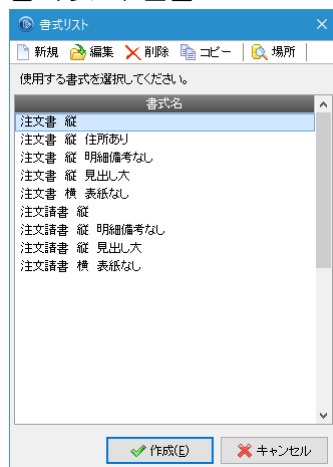 書式リスト
新規 編集 削除 コピー 場所
使用する書式を選択してください。
書式名
注文書 縦
注文書 縦 住所あり
注文書 縦 明細備考なし
注文書 縦 見出し大
注文書 横 表紙なし
注文請書 縦
注文請書 縦 明細備考なし
注文請書 縦 見出し大
注文請書 横 表紙なし
作成(E) キャンセル